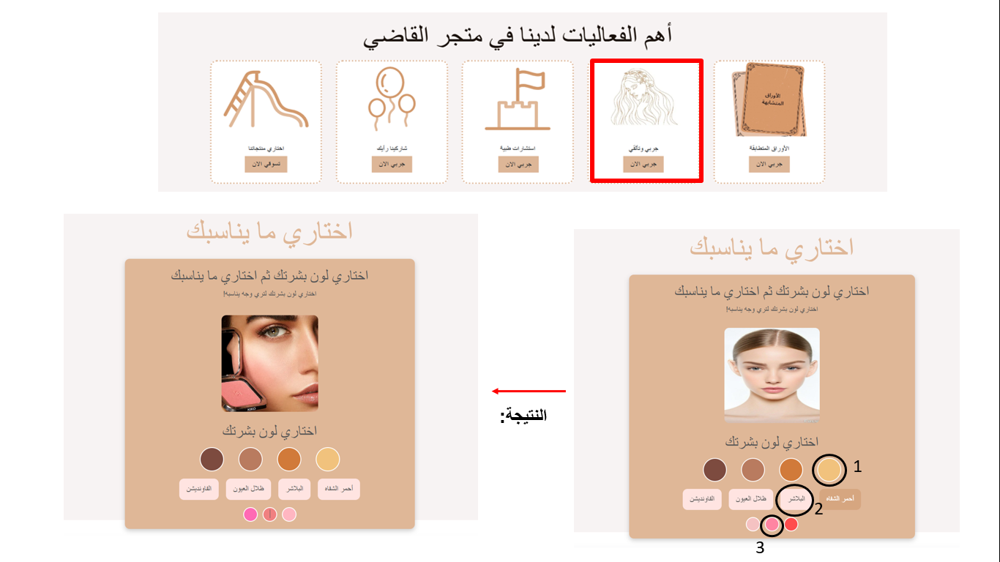 أهم الفعاليات لدينا في متجر القاضي
الأوراق
المتشابهة
الأوراق المتطابقة
جربي الان
جربي وتألقي
جربي الان
استشارات طبية
جربي الان
شاركينا رأيك
جربي الان
اختاري منتجاتنا
تسوقي الان
اختاري ما يناسبك
اختاري لون بشرتك ثم اختاري ما يناسبك
اختاري لون بشرتك لتري وجه يناسبه!
اختاري لون بشرتك
1
أحمر الشفاه
البلاشر
ظلال العيون
الفاونديشن
2
3
النتيجة:
اختاري ما يناسبك
اختاري لون بشرتك ثم اختاري ما يناسبك
اختاري لون بشرتك لتري وجه يناسبه!
KIKO
اختاري لون بشرتك
أحمر الشفاه
البلاشر
ظلال العيون
الفاونديشن